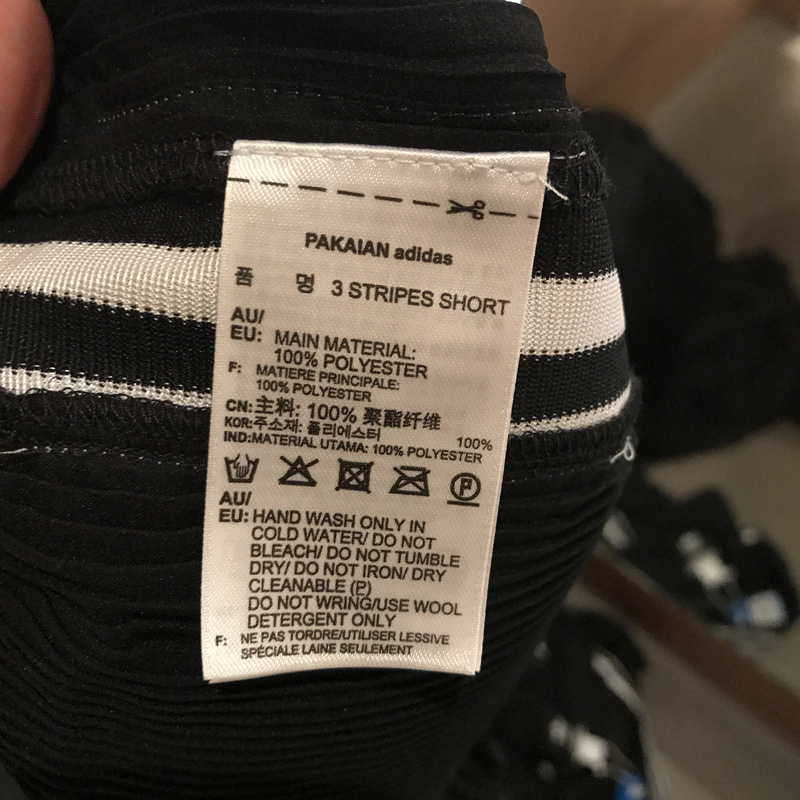 PAKAIAN adidas
품 명 3 STRIPES SHORT
AU/
EU: MAIN MATERIAL:
100% POLYESTER
F: MATIERE PRINCIPALE:
100% POLYESTER
CN: 主料: 100% 聚酯纤维
KOR: 주소재: 폴리에스터 100%
IND: MATERIAL UTAMA: 100% POLYESTER
P
AU/
EU: HAND WASH ONLY IN
COLD WATER/ DO NOT
BLEACH/ DO NOT TUMBLE
DRY/ DO NOT IRON/ DRY
CLEANABLE (P)
DO NOT WRING/USE WOOL
DETERGENT ONLY
F: NE PAS TORDRE/UTILISER LESSIVE
SPÉCIALE LAINE SEULEMENT